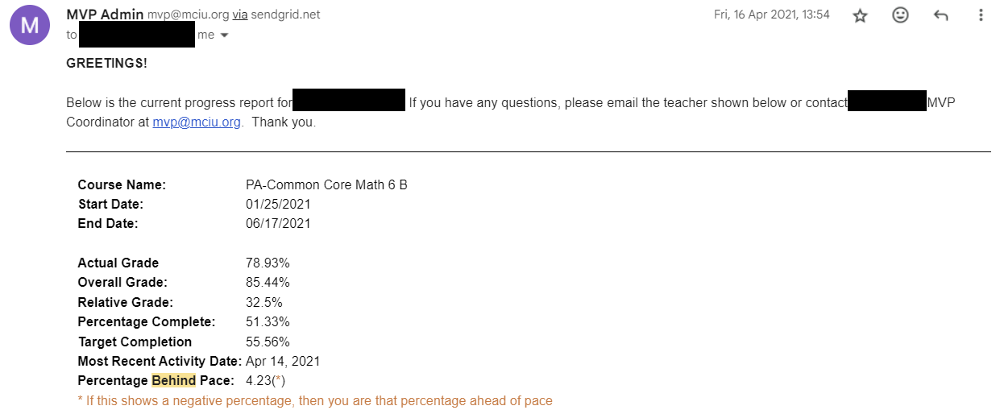 M
MVP Admin mvp@mciu.org via sendgrid.net
Fri, 16 Apr 2021, 13:54
to me
GREETINGS!
Below is the current progress report for If you have any questions, please email the teacher shown below or contact MVP
Coordinator at mvp@mciu.org. Thank you.
Course Name: PA-Common Core Math 6 B
Start Date: 01/25/2021
End Date: 06/17/2021
Actual Grade 78.93%
Overall Grade: 85.44%
Relative Grade: 32.5%
Percentage Complete: 51.33%
Target Completion 55.56%
Most Recent Activity Date: Apr 14, 2021
Percentage Behind Pace: 4.23(*)
* If this shows a negative percentage, then you are that percentage ahead of pace